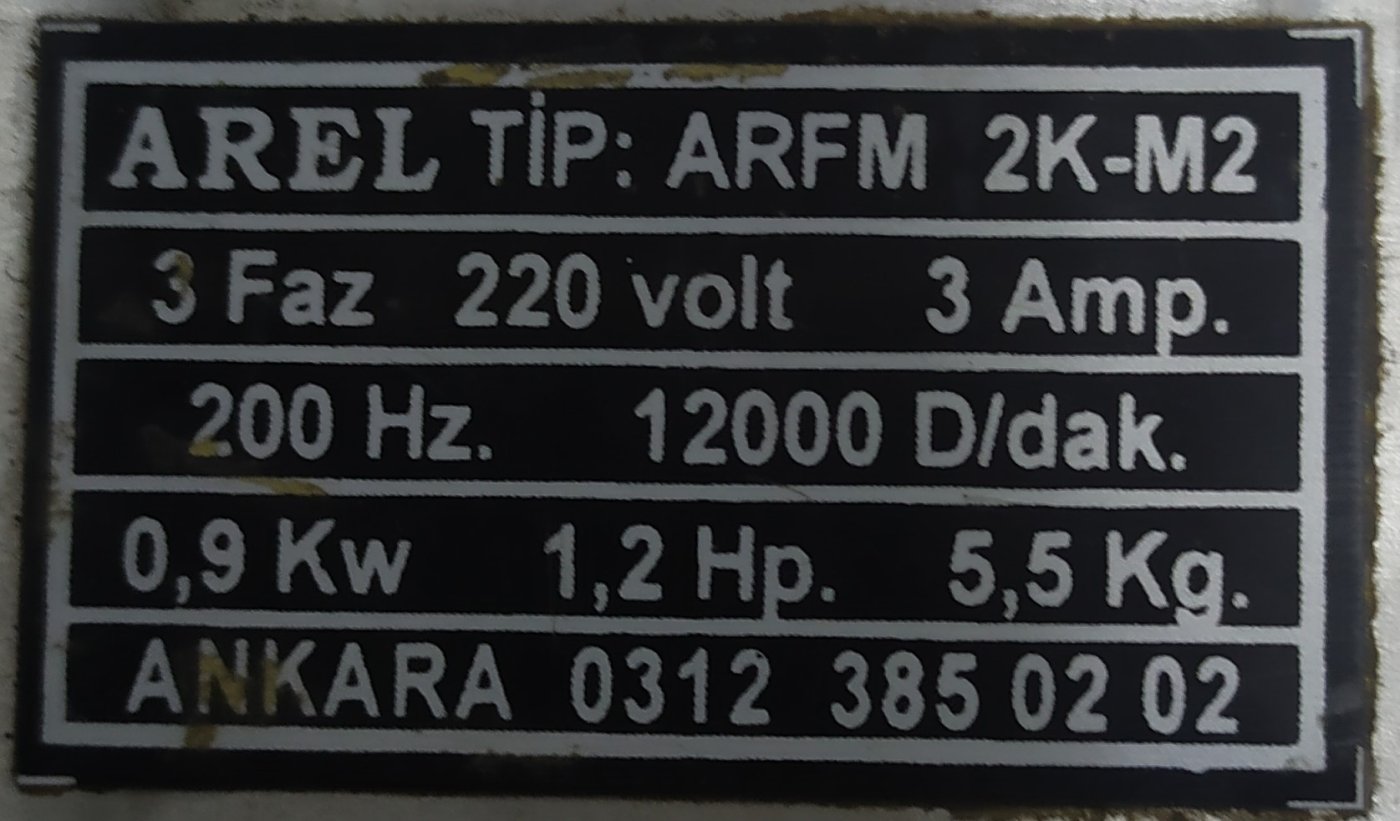 AREL TİP: ARFM 2K-M2
3 Faz 220 volt 3 Amp.
200 Hz. 12000 D/dak.
0,9 Kw 1,2 Hp. 5,5 Kg.
ANKARA 0312 385 02 02